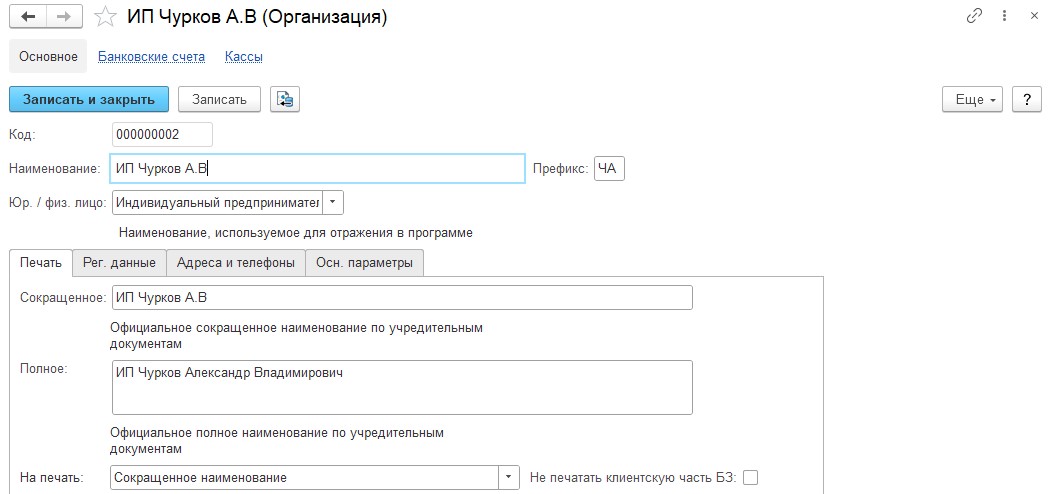 ИП Чурков А.В (Организация)
Основное Банковские счета Кассы
Записать и закрыть Записать Еще ?
Код: 000000002
Наименование: ИП Чурков А.В Префикс: ЧА
Юр. / физ. лицо: Индивидуальный предпринимател
Наименование, используемое для отражения в программе
Печать Рег. данные Адреса и телефоны Осн. параметры
Сокращенное: ИП Чурков А.В
Официальное сокращенное наименование по учредительным
документам
Полное: ИП Чурков Александр Владимирович
Официальное полное наименование по учредительным
документам
На печать: Сокращенное наименование Не печатать клиентскую часть БЗ: